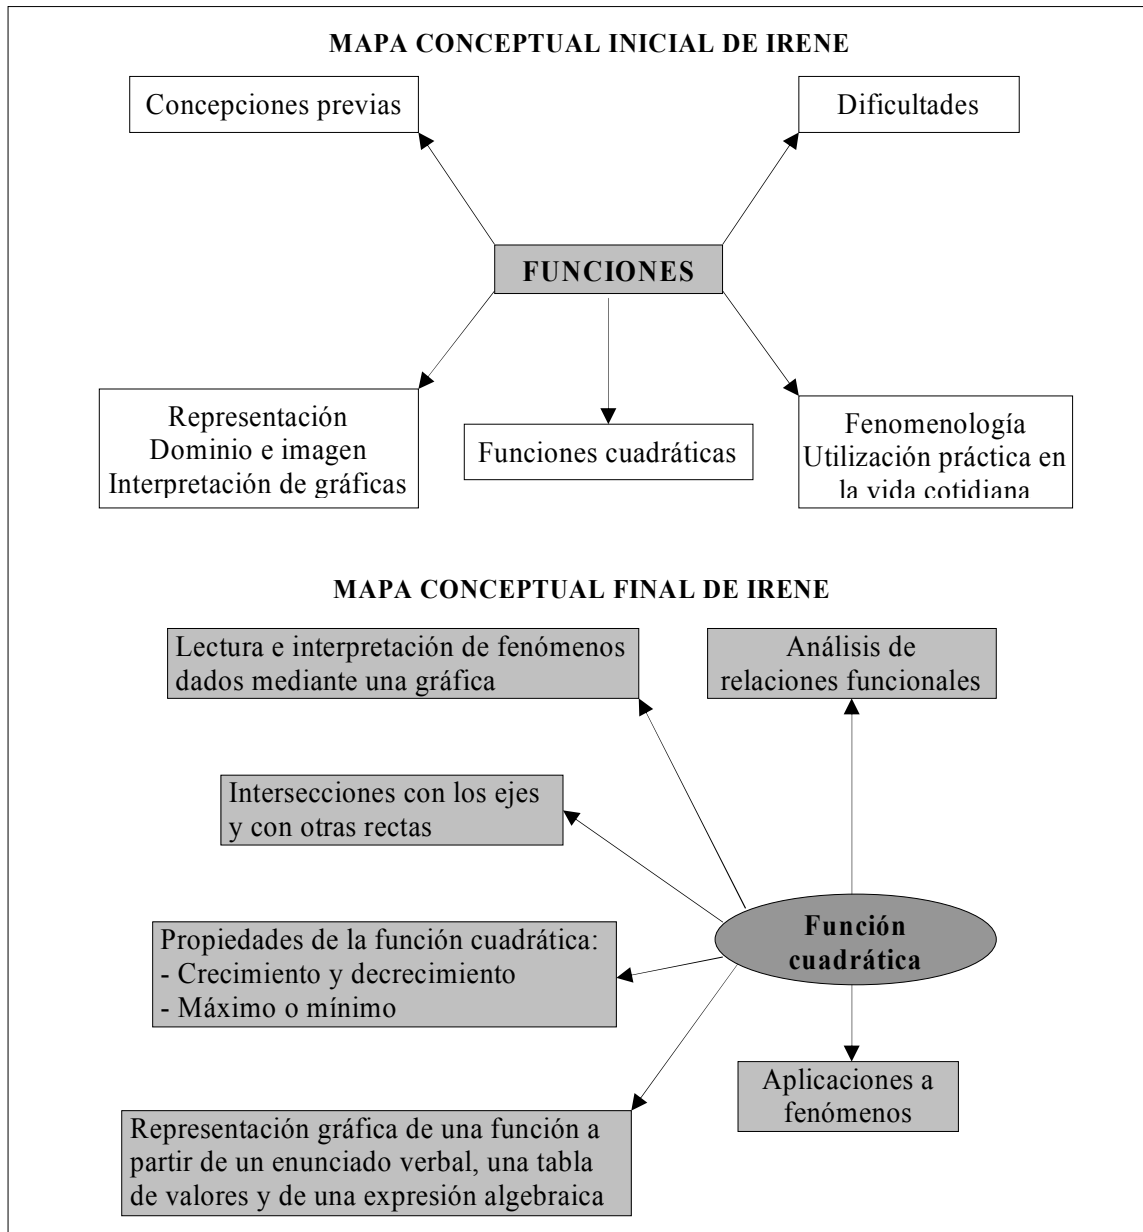 MAPA CONCEPTUAL INICIAL DE IRENE
Concepciones previas
Dificultades
FUNCIONES
Representación
Dominio e imagen
Interpretación de gráficas
Funciones cuadráticas
Fenomenología
Utilización práctica en
la vida cotidiana
MAPA CONCEPTUAL FINAL DE IRENE
Lectura e interpretación de fenómenos
dados mediante una gráfica
Análisis de
relaciones funcionales
Intersecciones con los ejes
y con otras rectas
Función
cuadrática
Propiedades de la función cuadrática:
- Crecimiento y decrecimiento
- Máximo o mínimo
Aplicaciones a
fenómenos
Representación gráfica de una función a
partir de un enunciado verbal, una tabla
de valores y de una expresión algebraica